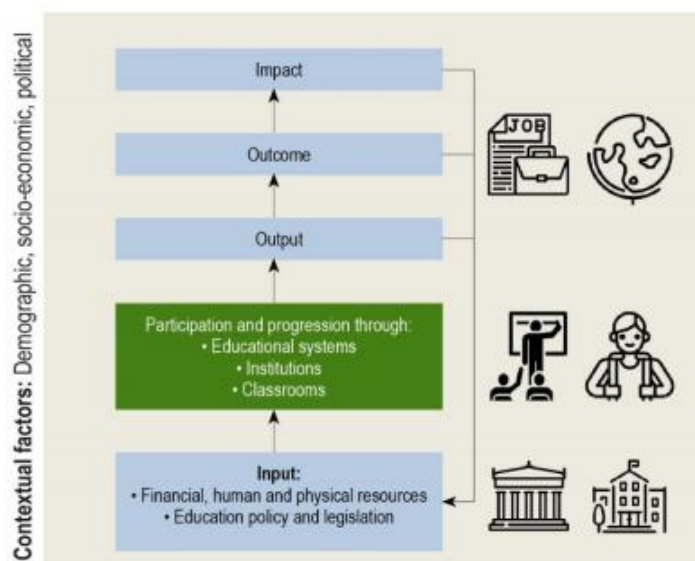 Contextual factors: Demographic, socio-economic, political
Impact
Outcome
Output
Participation and progression through:
• Educational systems
• Institutions
• Classrooms
Input:
• Financial, human and physical resources
• Education policy and legislation
JOB